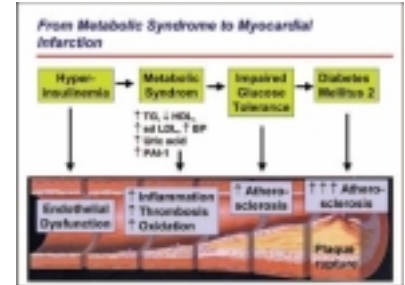 From Metabolic Syndrome to Myocardial
Infarction
Hyper-
Insulinemia
Metabolic
Syndrom
Impaired
Glucose
Tolerance
Diabetes
Mellitus 2
↑ TG, ↓ HDL,
↑ sd LDL, ↑ BP
↑ Uric acid
↑ PAI-1
Endothelial
Dysfunction
↑ Inflammation
↑ Thrombosis
↑ Oxidation
↑ Athero-
sclerosis
↑ ↑ ↑ Athero-
sclerosis
Plaque
rupture